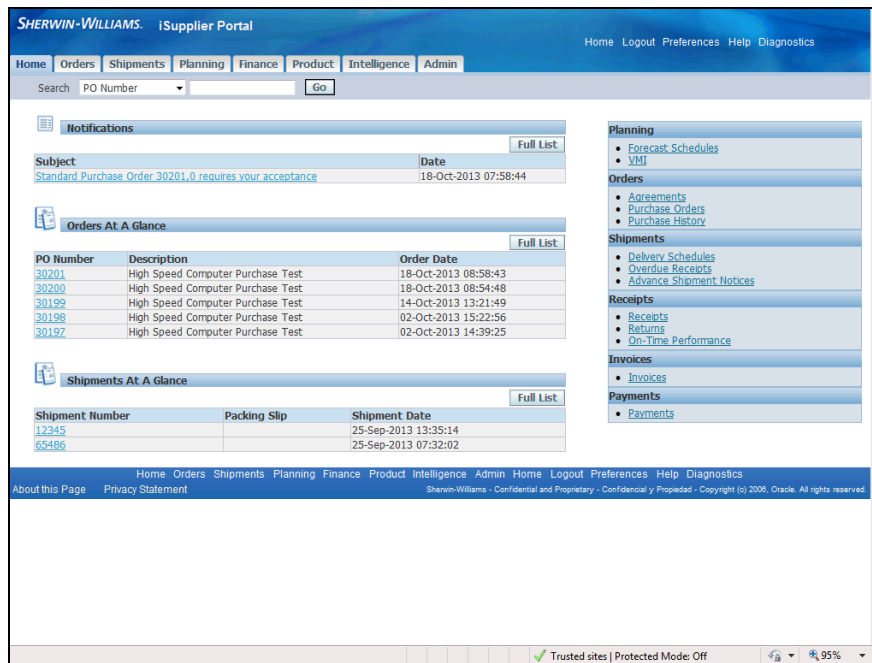 SHERWIN-WILLIAMS. iSupplier Portal
Home Logout Preferences Help Diagnostics
Home Orders Shipments Planning Finance Product Intelligence Admin
Search PO Number Go
Notifications
Full List
Subject Date
Standard Purchase Order 30201,0 requires your acceptance 18-Oct-2013 07:58:44
Orders At A Glance
Full List
PO Number Description Order Date
30201 High Speed Computer Purchase Test 18-Oct-2013 08:58:43
30200 High Speed Computer Purchase Test 18-Oct-2013 08:54:48
30199 High Speed Computer Purchase Test 14-Oct-2013 13:21:49
30198 High Speed Computer Purchase Test 02-Oct-2013 15:22:56
30197 High Speed Computer Purchase Test 02-Oct-2013 14:39:25
Shipments At A Glance
Full List
Shipment Number Packing Slip Shipment Date
12345 25-Sep-2013 13:35:14
65486 25-Sep-2013 07:32:02
Planning
Forecast Schedules
VMI
Orders
Agreements
Purchase Orders
Purchase History
Shipments
Delivery Schedules
Overdue Receipts
Advance Shipment Notices
Receipts
Receipts
Returns
On-Time Performance
Invoices
Invoices
Payments
Payments
Home Orders Shipments Planning Finance Product Intelligence Admin Home Logout Preferences Help Diagnostics
About this Page Privacy Statement Sherwin-Williams - Confidential and Proprietary - Confidencial y Propiedad - Copyright (c) 2006, Oracle. All rights reserved.
Trusted sites | Protected Mode: Off 95%